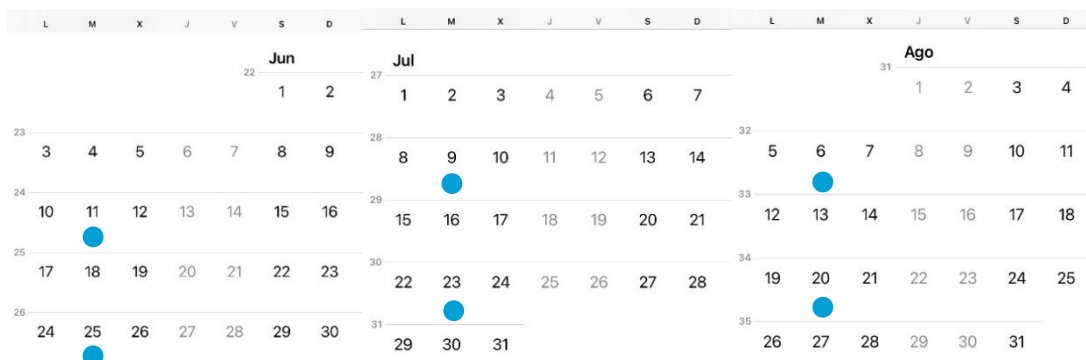 L M X J V S D
Jun
22
1 2
23
3 4 5 6 7 8 9
24
10 11 12 13 14 15 16
25
17 18 19 20 21 22 23
26
24 25 26 27 28 29 30
L M X J V S D
Jul
27
1 2 3 4 5 6 7
28
8 9 10 11 12 13 14
29
15 16 17 18 19 20 21
30
22 23 24 25 26 27 28
31
29 30 31
L M X J V S D
Ago
31
1 2 3 4
32
5 6 7 8 9 10 11
33
12 13 14 15 16 17 18
34
19 20 21 22 23 24 25
35
26 27 28 29 30 31